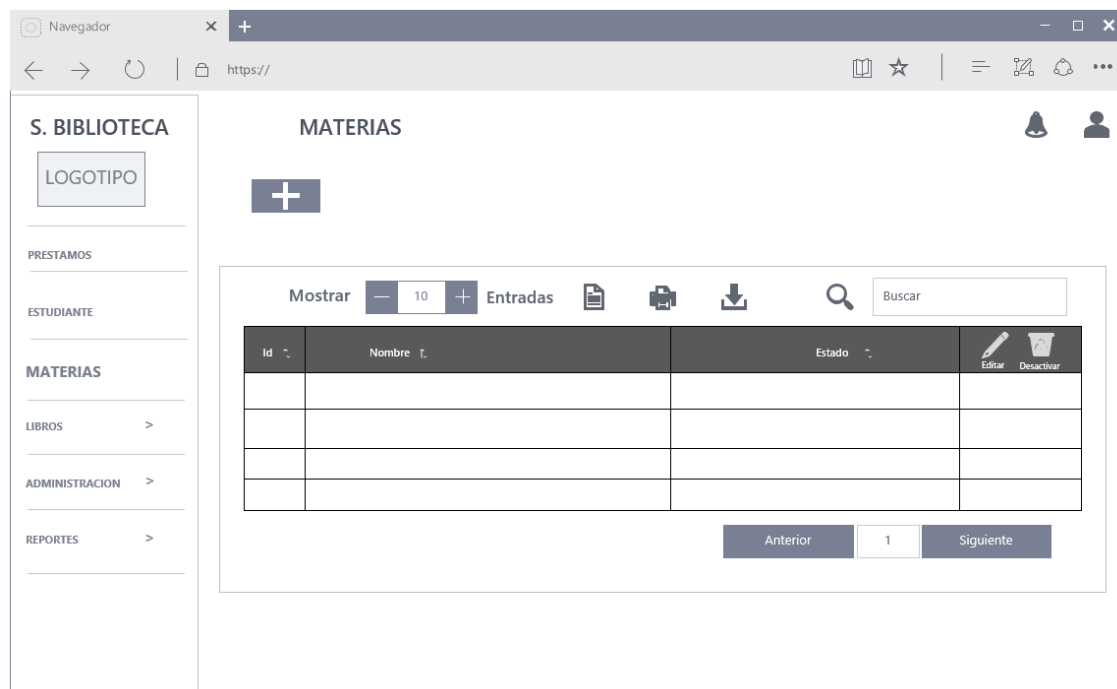 Navegador
https://
S. BIBLIOTECA
LOGOTIPO
PRESTAMOS
ESTUDIANTE
MATERIAS
LIBROS >
ADMINISTRACION >
REPORTES >
MATERIAS
Mostrar 10 Entradas
Buscar
Id Nombre Estado Editar Desactivar
Anterior 1 Siguiente